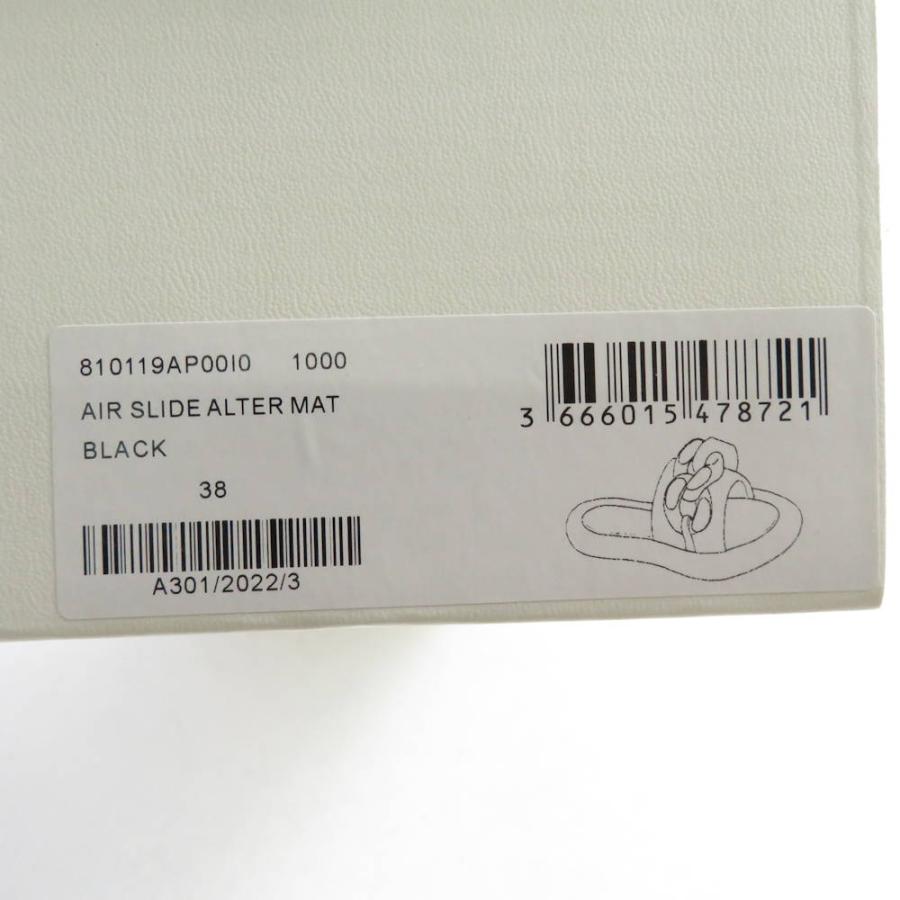 810119AP00I0 1000
AIR SLIDE ALTER MAT
BLACK
38
A301/2022/3
3 666015 478721